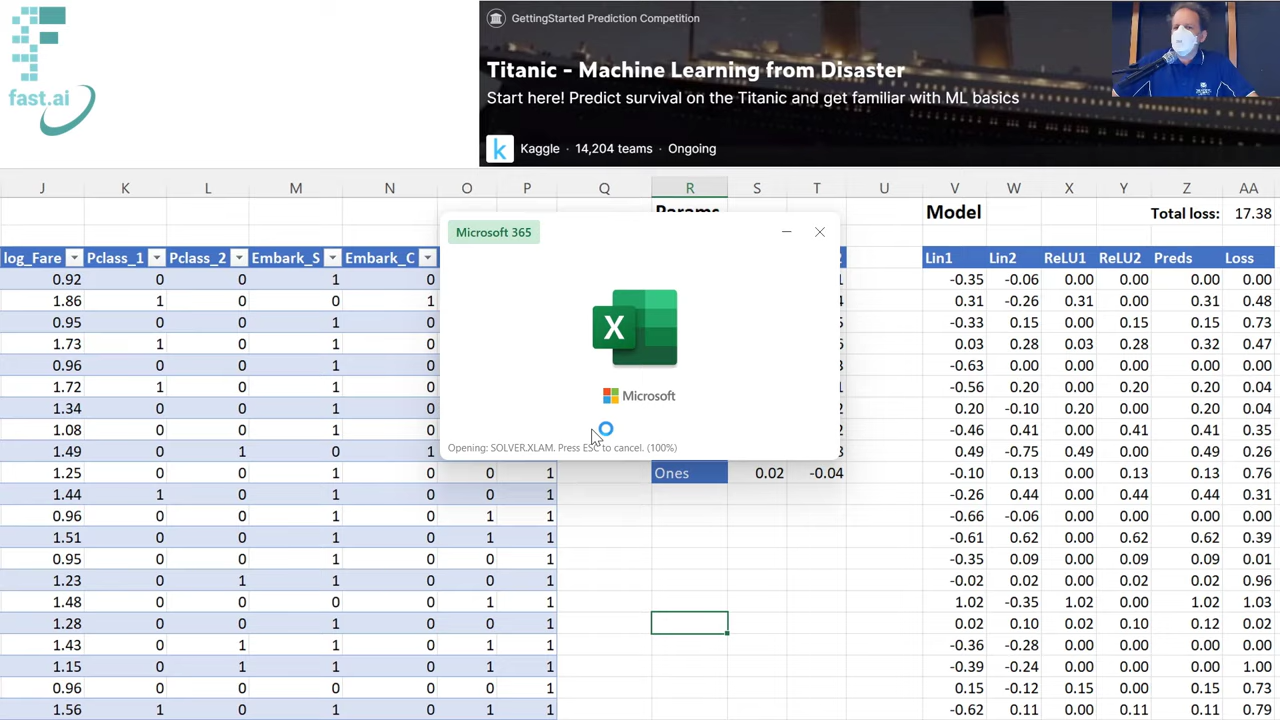 fast.ai
GettingStarted Prediction Competition
Titanic - Machine Learning from Disaster
Start here! Predict survival on the Titanic and get familiar with ML basics
k Kaggle · 14,204 teams · Ongoing
J K L M N O P Q R S T U V W X Y Z AA
Params Model Total loss: 17.38
log_Fare Pclass_1 Pclass_2 Embark_S Embark_C Lin1 Lin2 ReLU1 ReLU2 Preds Loss
Microsoft 365
X
Microsoft
Opening: SOLVER.XLAM. Press ESC to cancel. (100%)
0.92 0 0 1 0 -0.35 -0.06 0.00 0.00 0.00 0.00
1.86 1 0 0 1 0.31 -0.26 0.31 0.00 0.31 0.48
0.95 0 0 1 0 -0.33 0.15 0.00 0.15 0.15 0.73
1.73 1 0 1 0 0.03 0.28 0.03 0.28 0.32 0.47
0.96 0 0 1 0 -0.63 0.00 0.00 0.00 0.00 0.00
1.72 1 0 1 0 -0.56 0.20 0.00 0.20 0.20 0.04
1.34 0 0 1 0 0.20 -0.10 0.20 0.00 0.20 0.04
1.08 0 0 1 0 -0.46 0.41 0.00 0.41 0.41 0.35
1.49 0 1 0 1 0.49 -0.75 0.49 0.00 0.49 0.26
1.25 0 0 1 0 0 1 Ones 0.02 -0.04 -0.10 0.13 0.00 0.13 0.13 0.76
1.44 1 0 1 0 0 1 -0.26 0.44 0.00 0.44 0.44 0.31
0.96 0 0 0 0 1 1 -0.66 -0.06 0.00 0.00 0.00 0.00
1.51 0 0 0 0 1 1 -0.61 0.62 0.00 0.62 0.62 0.39
0.95 0 0 1 0 0 1 -0.35 0.09 0.00 0.09 0.09 0.01
1.23 0 1 1 0 0 1 -0.02 0.02 0.00 0.02 0.02 0.96
1.48 0 0 0 0 1 1 1.02 -0.35 1.02 0.00 1.02 1.03
1.28 0 0 1 0 0 1 0.02 0.10 0.02 0.10 0.12 0.02
1.43 0 1 1 0 0 1 -0.36 -0.28 0.00 0.00 0.00 0.00
1.15 0 1 1 0 0 1 -0.39 -0.24 0.00 0.00 0.00 1.00
0.96 0 0 0 0 1 1 0.15 -0.12 0.15 0.00 0.15 0.73
1.56 1 0 1 0 0 1 -0.62 0.11 0.00 0.11 0.11 0.79